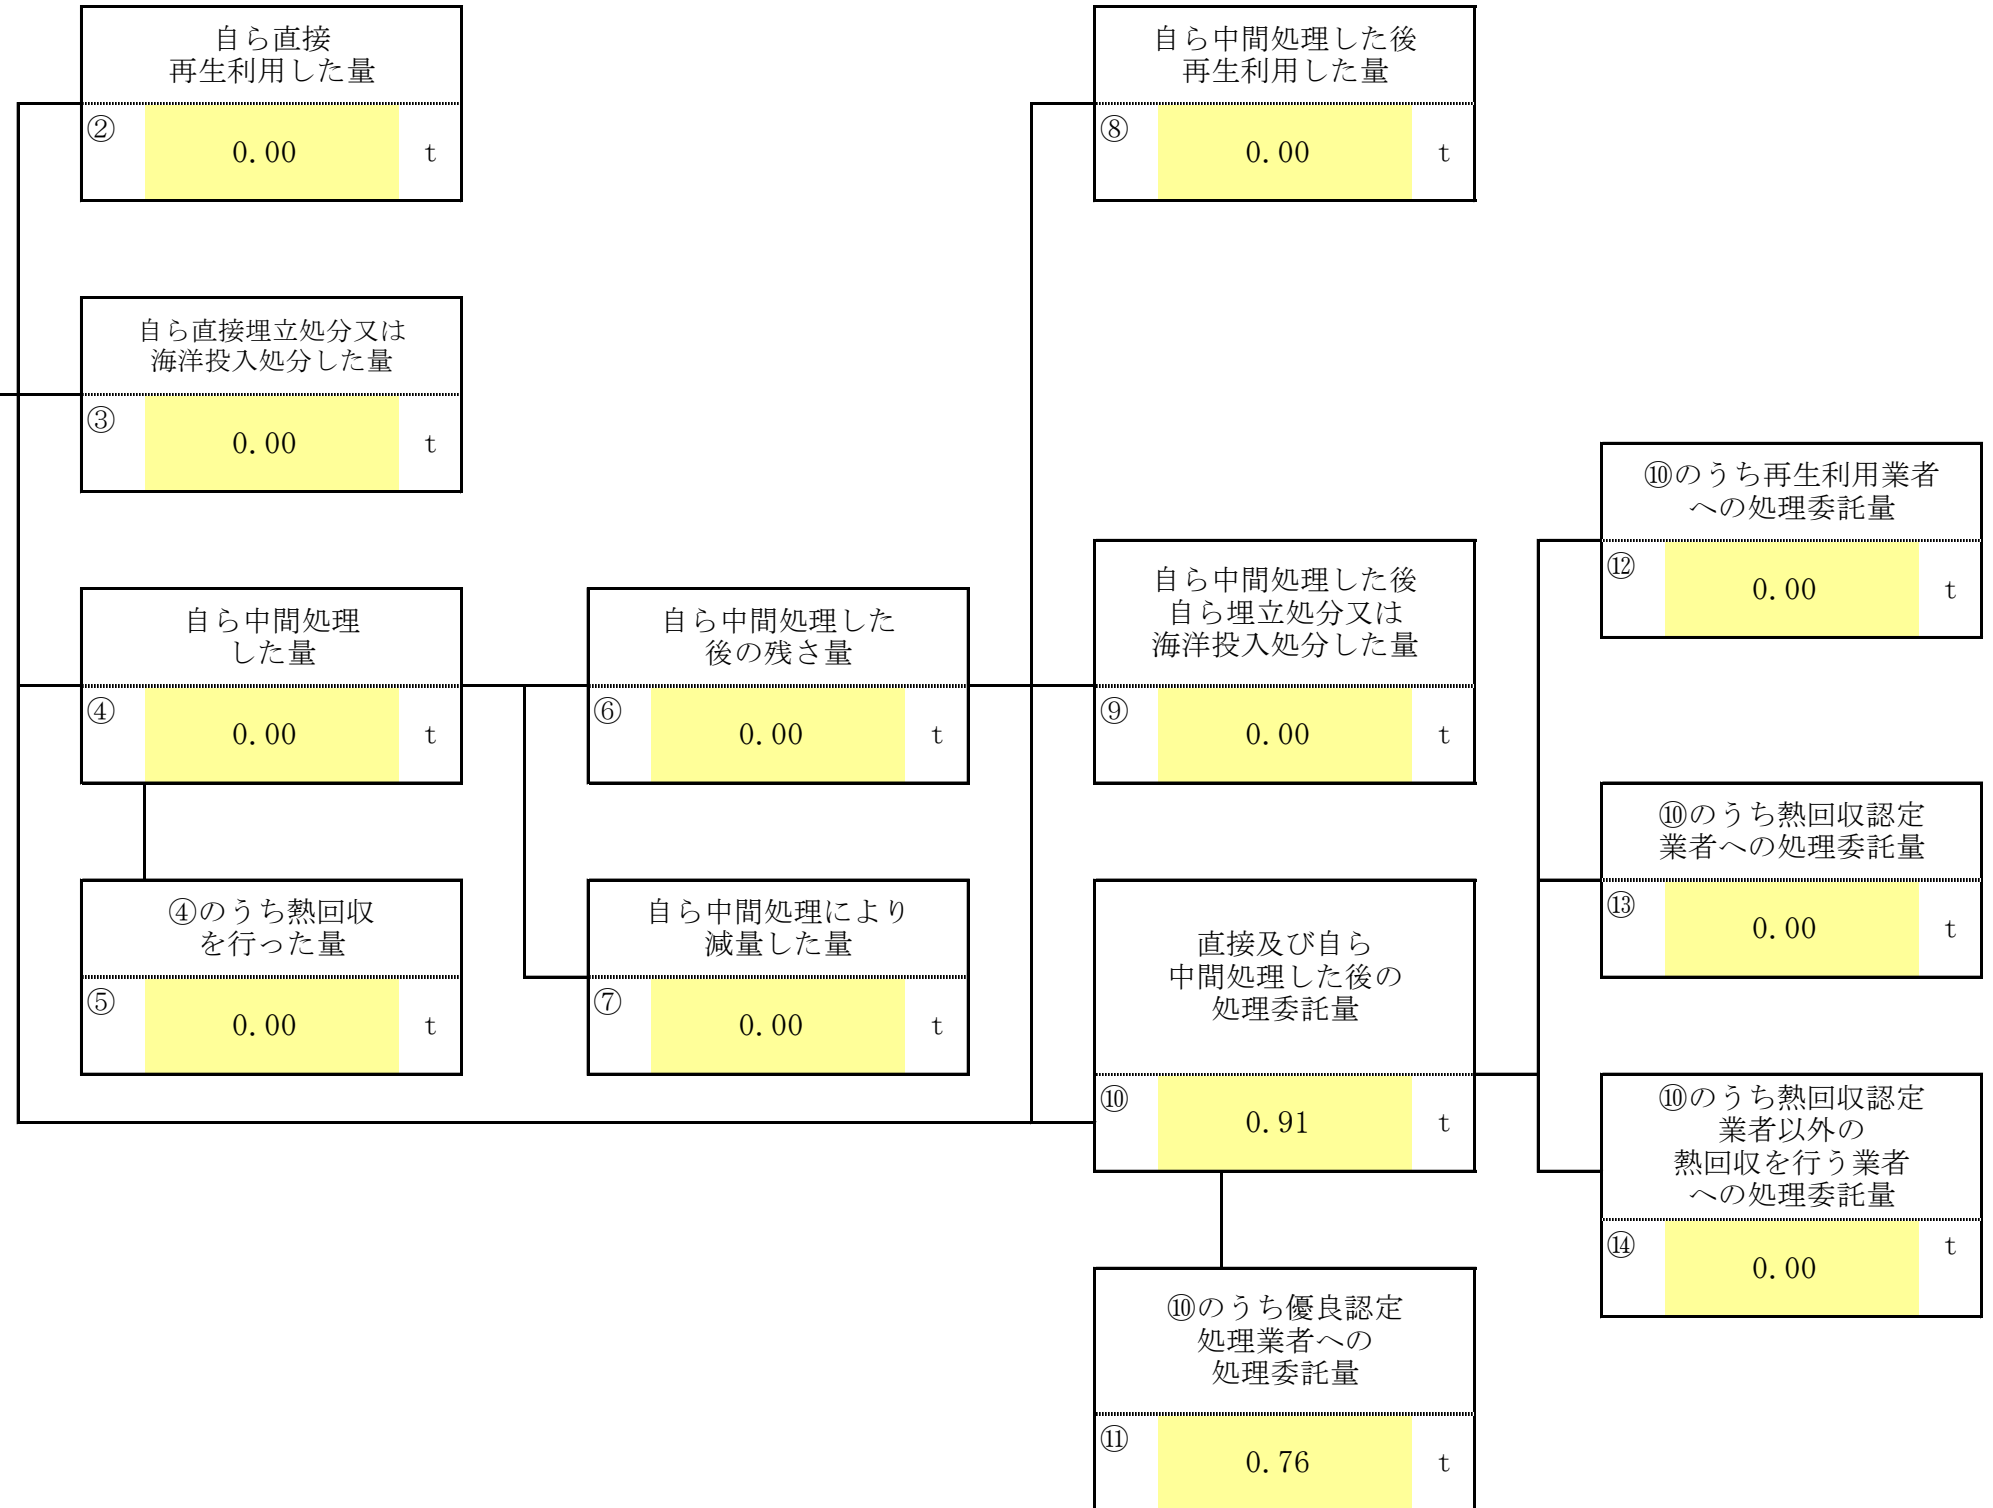 自ら直接
再生利用した量
②
0.00
t
自ら中間処理した後
再生利用した量
⑧
0.00
t
自ら直接埋立処分又は
海洋投入処分した量
③
0.00
t
⑩のうち再生利用業者
への処理委託量
⑫
0.00
t
自ら中間処理
した量
④
0.00
t
自ら中間処理した
後の残さ量
⑥
0.00
t
自ら中間処理した後
自ら埋立処分又は
海洋投入処分した量
⑨
0.00
t
⑩のうち熱回収認定
業者への処理委託量
⑬
0.00
t
④のうち熱回収
を行った量
⑤
0.00
t
自ら中間処理により
減量した量
⑦
0.00
t
直接及び自ら
中間処理した後の
処理委託量
⑩
0.91
t
⑩のうち熱回収認定
業者以外の
熱回収を行う業者
への処理委託量
⑭
0.00
t
⑩のうち優良認定
処理業者への
処理委託量
⑪
0.76
t